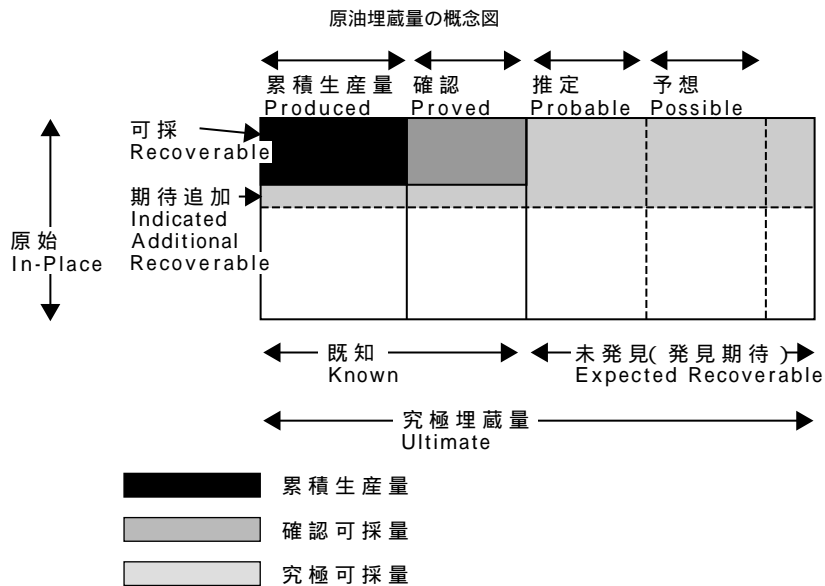 原油埋蔵量の概念図
累積生産量
Produced
確認
Proved
推定
Probable
予想
Possible
可採
Recoverable
期待追加
Indicated
Additional
Recoverable
原始
In-Place
既知
Known
未発見(発見期待)
Expected Recoverable
究極埋蔵量
Ultimate
累積生産量
確認可採量
究極可採量